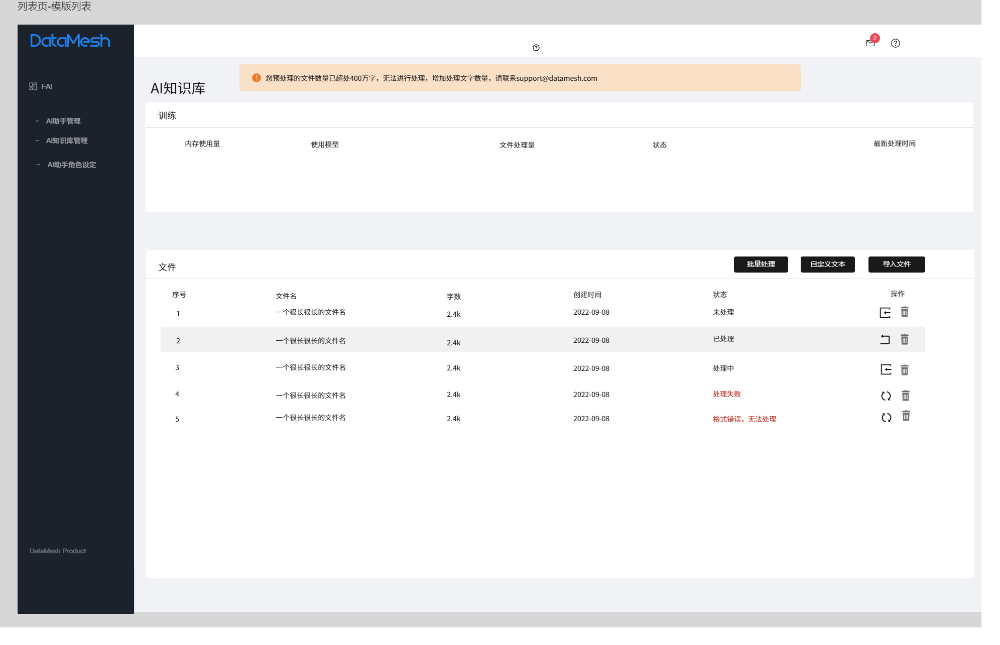 列表页-模版列表
DataMesh
2
FAI
AI助手管理
AI知识库管理
AI助手角色设定
DataMesh Product
AI知识库
您预处理的文件数量已超处400万字，无法进行处理，增加处理文字数量，请联系support@datamesh.com
训练
内存使用量 使用模型 文件处理量 状态 最新处理时间
文件 批量处理 自定义文本 导入文件
序号 文件名 字数 创建时间 状态 操作
1 一个很长很长的文件名 2.4k 2022-09-08 未处理
2 一个很长很长的文件名 2.4k 2022-09-08 已处理
3 一个很长很长的文件名 2.4k 2022-09-08 处理中
4 一个很长很长的文件名 2.4k 2022-09-08 处理失败
5 一个很长很长的文件名 2.4k 2022-09-08 格式错误，无法处理